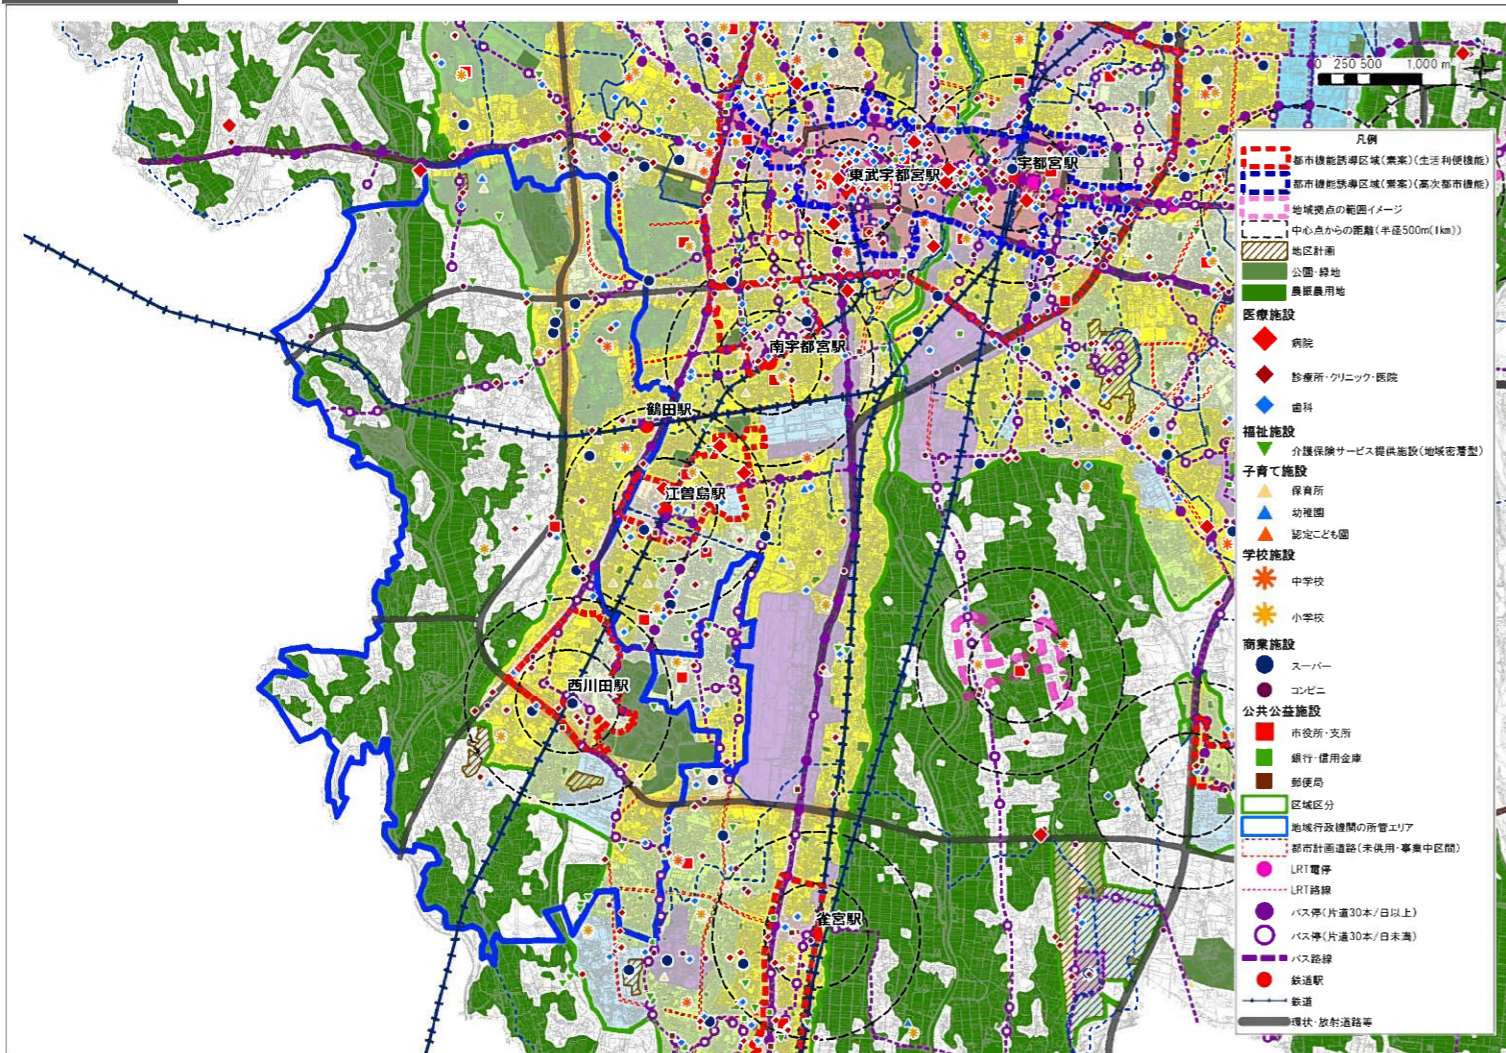 0 250 500 1,000 m
宇都宮駅
東武宇都宮駅
南宇都宮駅
鶴田駅
江曽島駅
西川田駅
雀宮駅
凡例
都市機能誘導区域(素案)(生活利便機能)
都市機能誘導区域(素案)(高次都市機能)
地域拠点の範囲イメージ
中心点からの距離(半径500m(1km))
地区計画
公園・緑地
農振農用地
医療施設
病院
診療所・クリニック・医院
歯科
福祉施設
介護保険サービス提供施設(地域密着型)
子育て施設
保育所
幼稚園
認定こども園
学校施設
中学校
小学校
商業施設
スーパー
コンビニ
公共公益施設
市役所・支所
銀行・信用金庫
郵便局
区域区分
地域行政機関の所管エリア
都市計画道路(未供用・事業中区間)
LRT電停
LRT路線
バス停(片道30本/日以上)
バス停(片道30本/日未満)
バス路線
鉄道駅
鉄道
環状・放射道路等